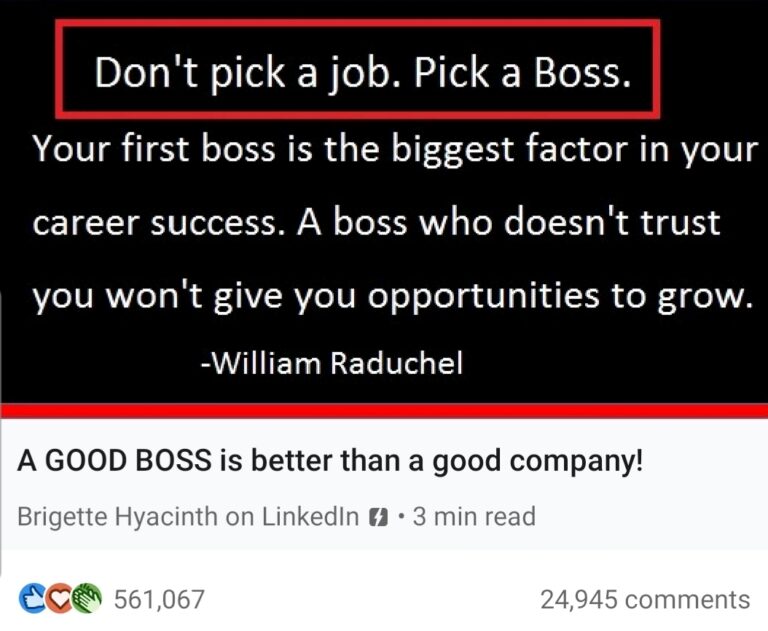 Don't pick a job. Pick a Boss.
Your first boss is the biggest factor in your
career success. A boss who doesn't trust
you won't give you opportunities to grow.
-William Raduchel
A GOOD BOSS is better than a good company!
Brigette Hyacinth on LinkedIn • 3 min read
561,067
24,945 comments